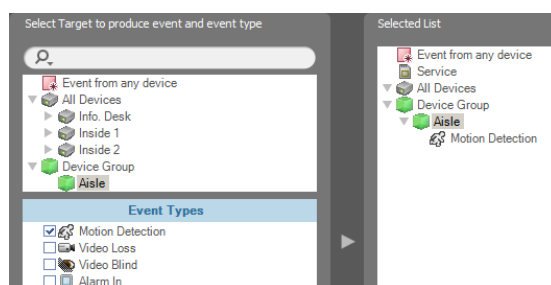 Select Target to produce event and event type
Event from any device
All Devices
Info. Desk
Inside 1
Inside 2
Device Group
Aisle
Event Types
Motion Detection
Video Loss
Video Blind
Alarm In
Selected List
Event from any device
Service
All Devices
Device Group
Aisle
Motion Detection